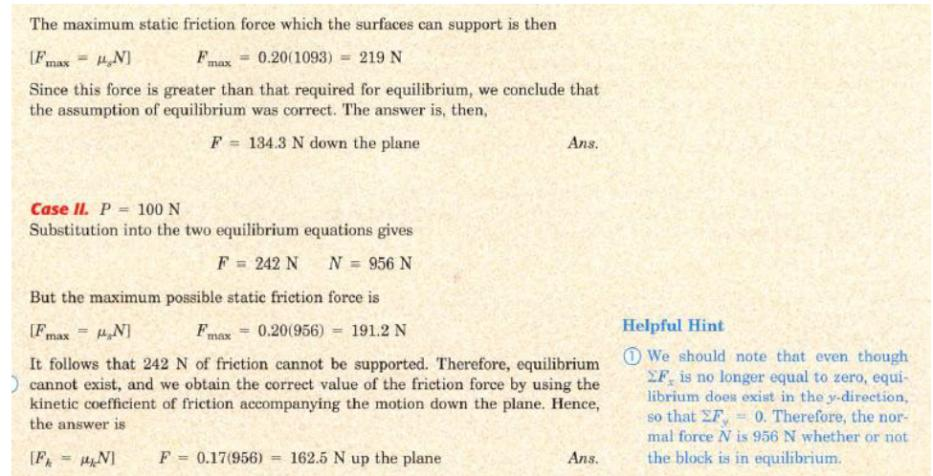 The maximum static friction force which the surfaces can support is then
[Fmax = μsN] Fmax = 0.20(1093) = 219 N
Since this force is greater than that required for equilibrium, we conclude that
the assumption of equilibrium was correct. The answer is, then,
F = 134.3 N down the plane Ans.
Case II. P = 100 N
Substitution into the two equilibrium equations gives
F = 242 N N = 956 N
But the maximum possible static friction force is
[Fmax = μsN] Fmax = 0.20(956) = 191.2 N
It follows that 242 N of friction cannot be supported. Therefore, equilibrium
cannot exist, and we obtain the correct value of the friction force by using the
kinetic coefficient of friction accompanying the motion down the plane. Hence,
the answer is
[Fk = μkN] F = 0.17(956) = 162.5 N up the plane Ans.
Helpful Hint
① We should note that even though
ΣFx is no longer equal to zero, equi-
librium does exist in the y-direction,
so that ΣFy = 0. Therefore, the nor-
mal force N is 956 N whether or not
the block is in equilibrium.